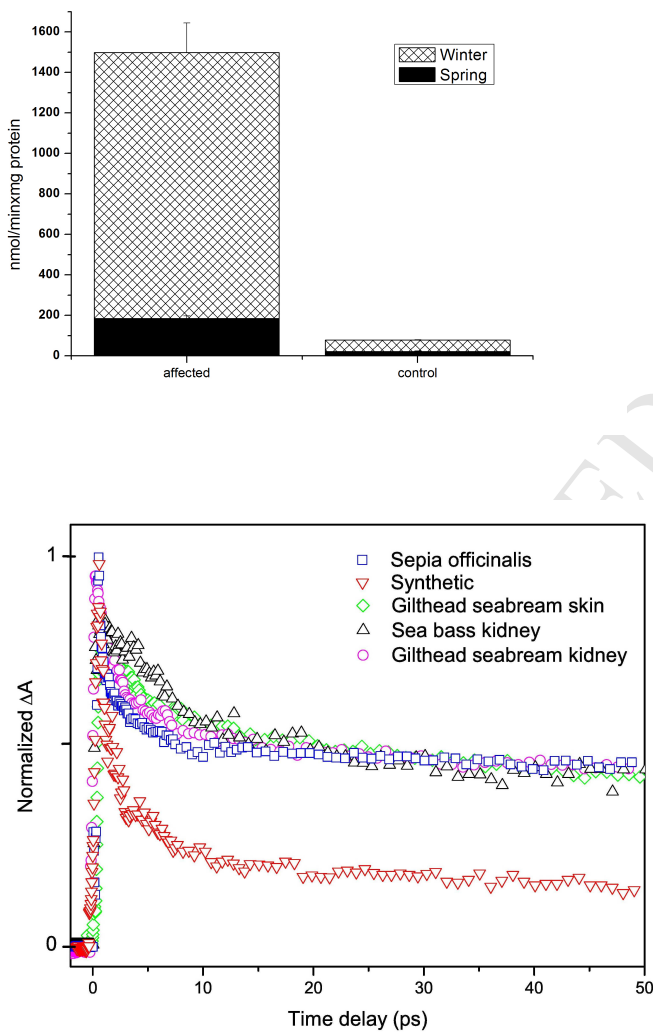 1600
1400
1200
1000
800
600
400
200
0
nmol/minxmg protein
Winter
Spring
affected
control
1
0
Normalized ΔA
Sepia officinalis
Synthetic
Gilthead seabream skin
Sea bass kidney
Gilthead seabream kidney
0
10
20
30
40
50
Time delay (ps)